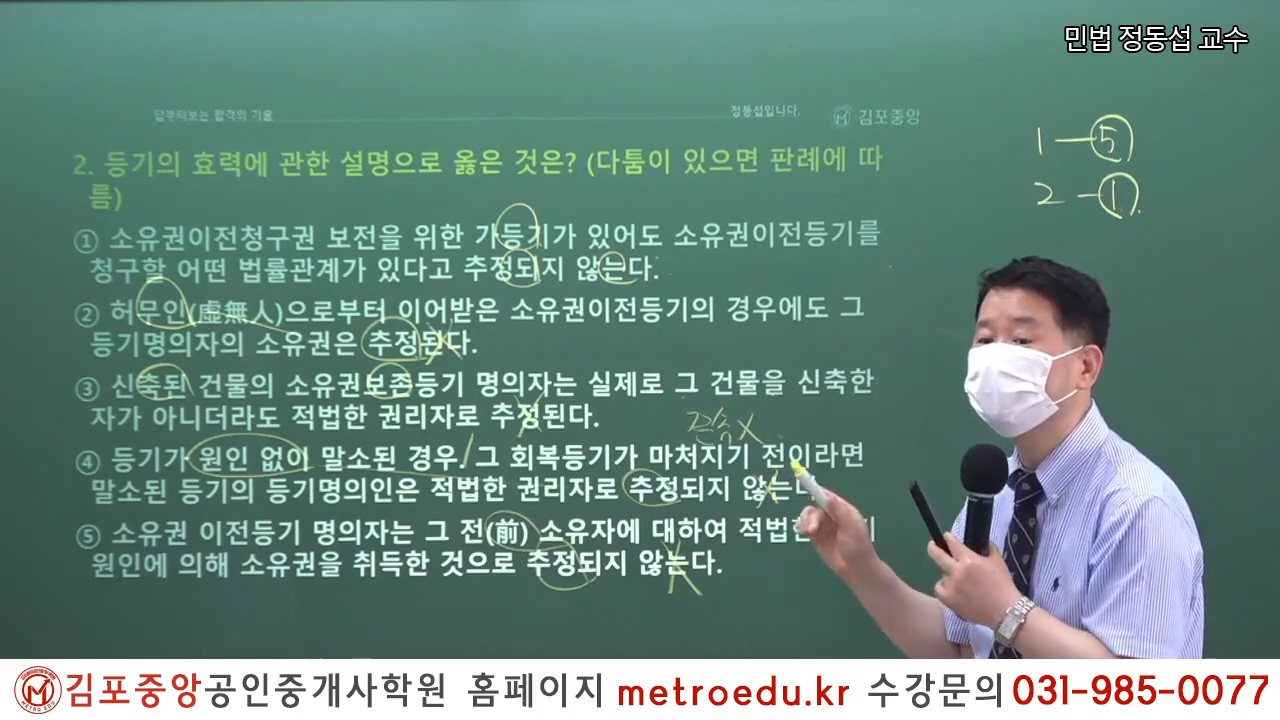 민법 정동섭 교수
답부터보는 합격의 기술
정동섭입니다.
김포중앙
2. 등기의 효력에 관한 설명으로 옳은 것은? (다툼이 있으면 판례에 따
름)
① 소유권이전청구권 보전을 위한 가등기가 있어도 소유권이전등기를
청구할 어떤 법률관계가 있다고 추정되지 않는다.
② 허무인(虛無人)으로부터 이어받은 소유권이전등기의 경우에도 그
등기명의자의 소유권은 추정된다.
③ 신축된 건물의 소유권보존등기 명의자는 실제로 그 건물을 신축한
자가 아니더라도 적법한 권리자로 추정된다.
④ 등기가 원인 없이 말소된 경우. 그 회복등기가 마쳐지기 전이라면
말소된 등기의 등기명의인은 적법한 권리자로 추정되지 않는다
⑤ 소유권 이전등기 명의자는 그 전(前) 소유자에 대하여 적법한
원인에 의해 소유권을 취득한 것으로 추정되지 않는다.
1 — ⑤
2 - ①
김포중앙공인중개사학원 홈페이지 metroedu.kr 수강문의 031-985-0077
METRO EDU